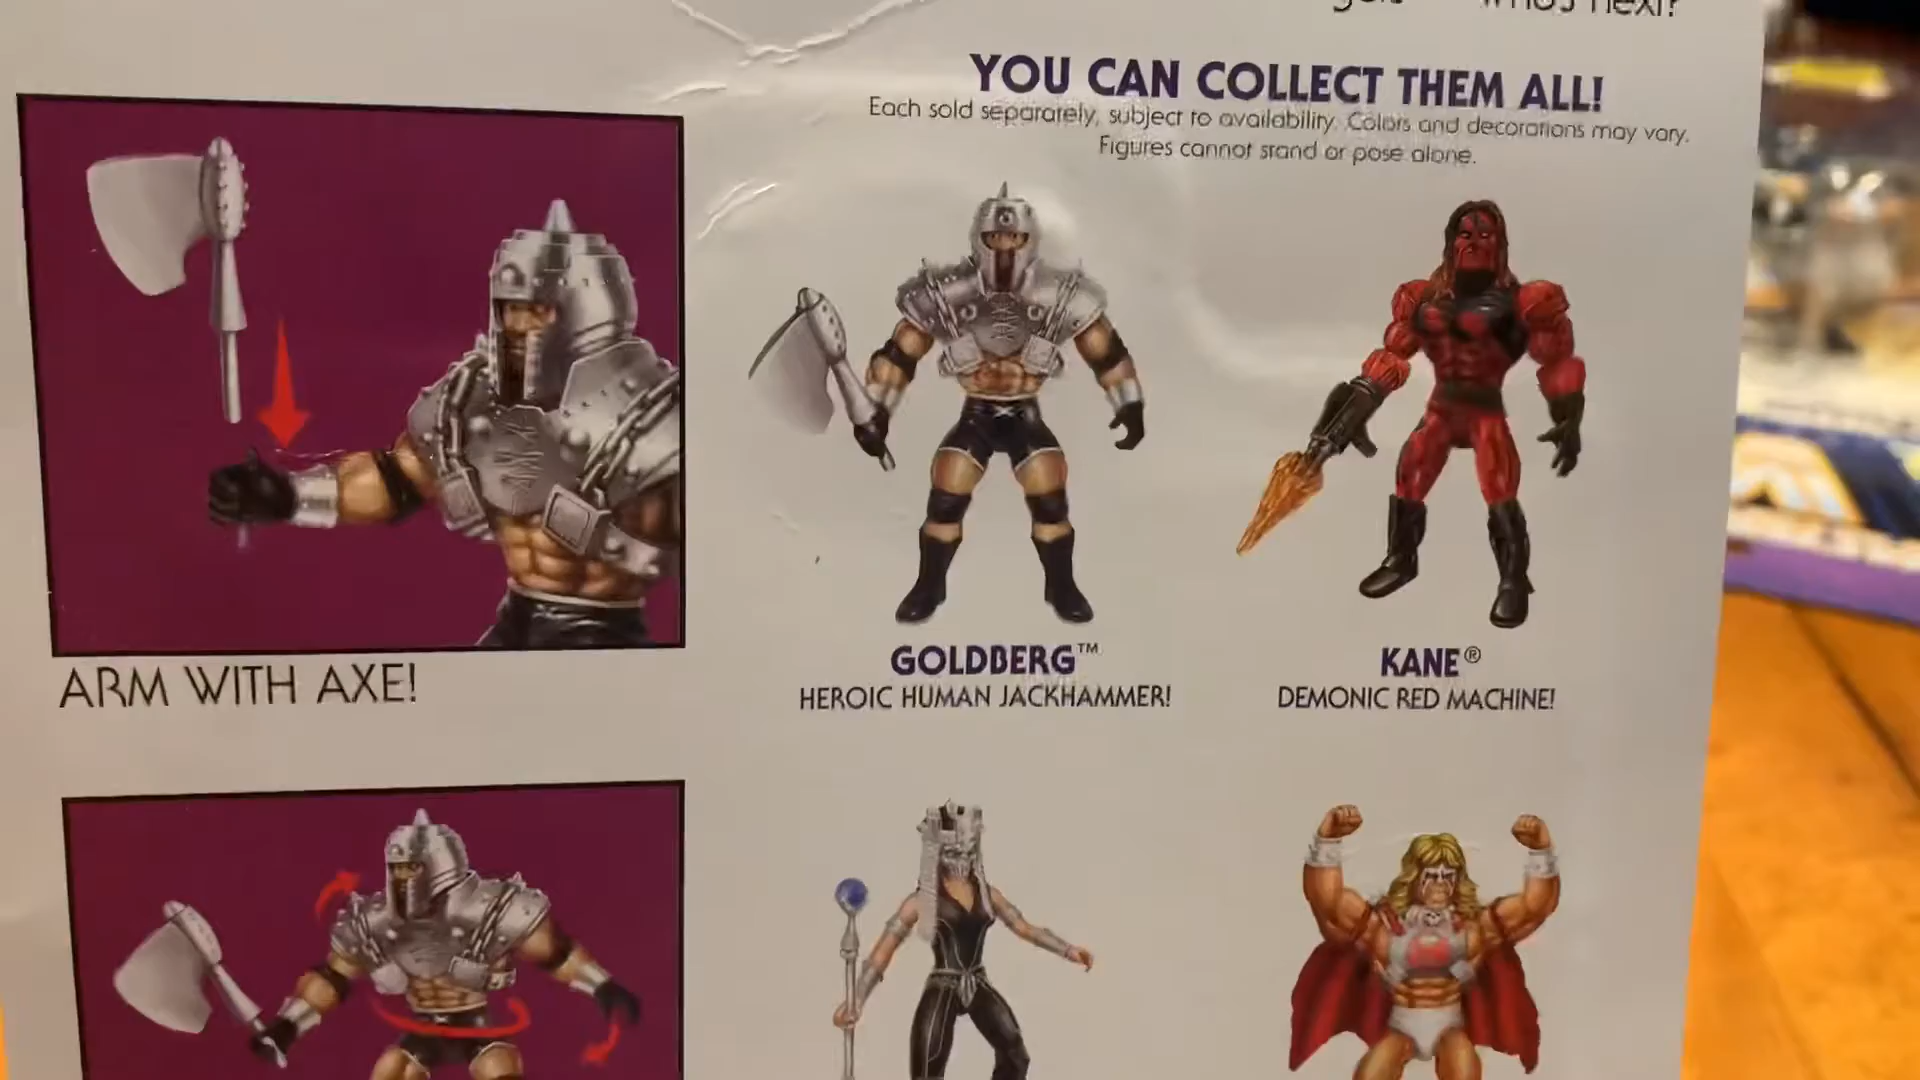 YOU CAN COLLECT THEM ALL!
Each sold separately, subject to availability. Colors and decorations may vary.
Figures cannot stand or pose alone.
ARM WITH AXE!
GOLDBERG™
HEROIC HUMAN JACKHAMMER!
KANE®
DEMONIC RED MACHINE!